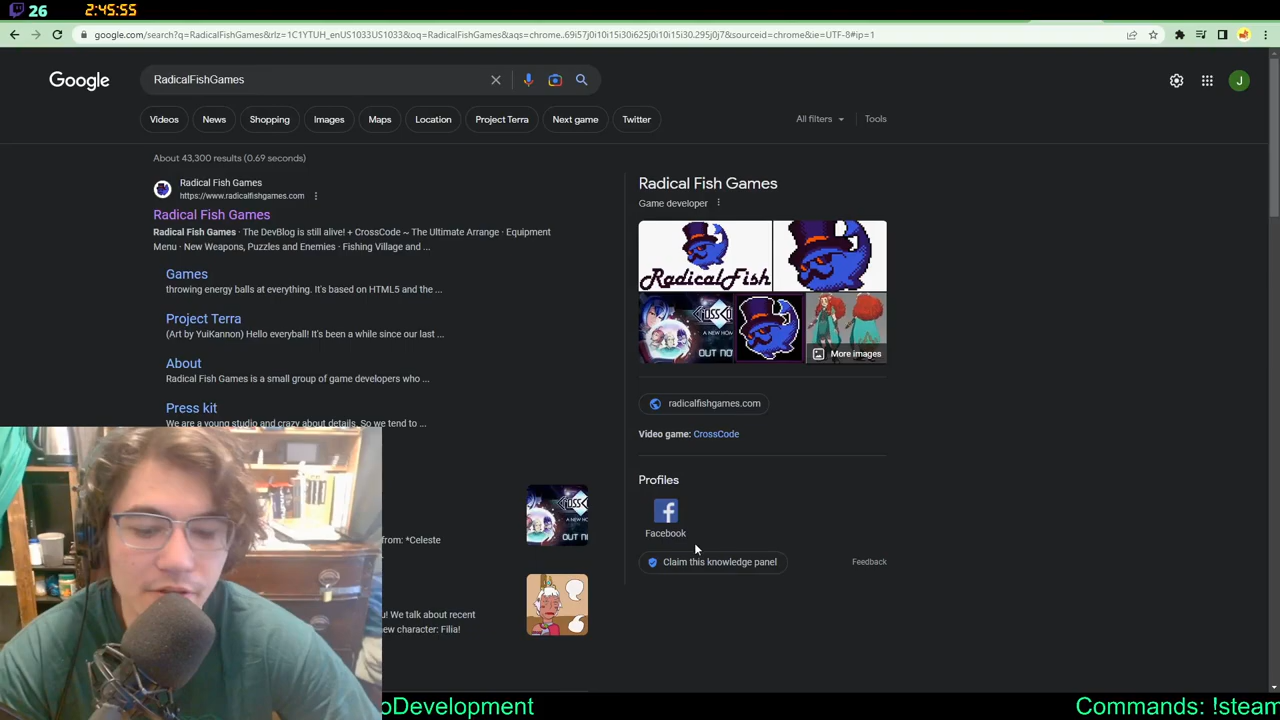 26
2:45:55
google.com/search?q=RadicalFishGames&rlz=1C1YTUH_enUS1033US1033&oq=RadicalFishGames&aqs=chrome..69i57j0i10i15i30i625j0i10i15i30.295j0j7&sourceid=chrome&ie=UTF-8#ip=1
Google
RadicalFishGames
J
Videos
News
Shopping
Images
Maps
Location
Project Terra
Next game
Twitter
All filters
Tools
About 43,300 results (0.69 seconds)
Radical Fish Games
https://www.radicalfishgames.com
Radical Fish Games
Radical Fish Games · The DevBlog is still alive! + CrossCode ~ The Ultimate Arrange · Equipment
Menu · New Weapons, Puzzles and Enemies · Fishing Village and ...
Games
throwing energy balls at everything. It's based on HTML5 and the ...
Project Terra
(Art by YuiKannon) Hello everyball! It's been a while since our last ...
About
Radical Fish Games is a small group of game developers who ...
Press kit
We are a young studio and crazy about details. So we tend to ...
from: *Celeste
u! We talk about recent
ew character: Filia!
Radical Fish Games
Game developer
RadicalFish
CROSSCODE
A NEW HOME
OUT NOW
More images
radicalfishgames.com
Video game: CrossCode
Profiles
Facebook
Claim this knowledge panel
Feedback
oDevelopment
Commands: !steam